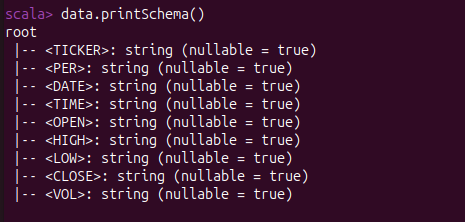 scala> data.printSchema()
root
|-- <TICKER>: string (nullable = true)
|-- <PER>: string (nullable = true)
|-- <DATE>: string (nullable = true)
|-- <TIME>: string (nullable = true)
|-- <OPEN>: string (nullable = true)
|-- <HIGH>: string (nullable = true)
|-- <LOW>: string (nullable = true)
|-- <CLOSE>: string (nullable = true)
|-- <VOL>: string (nullable = true)